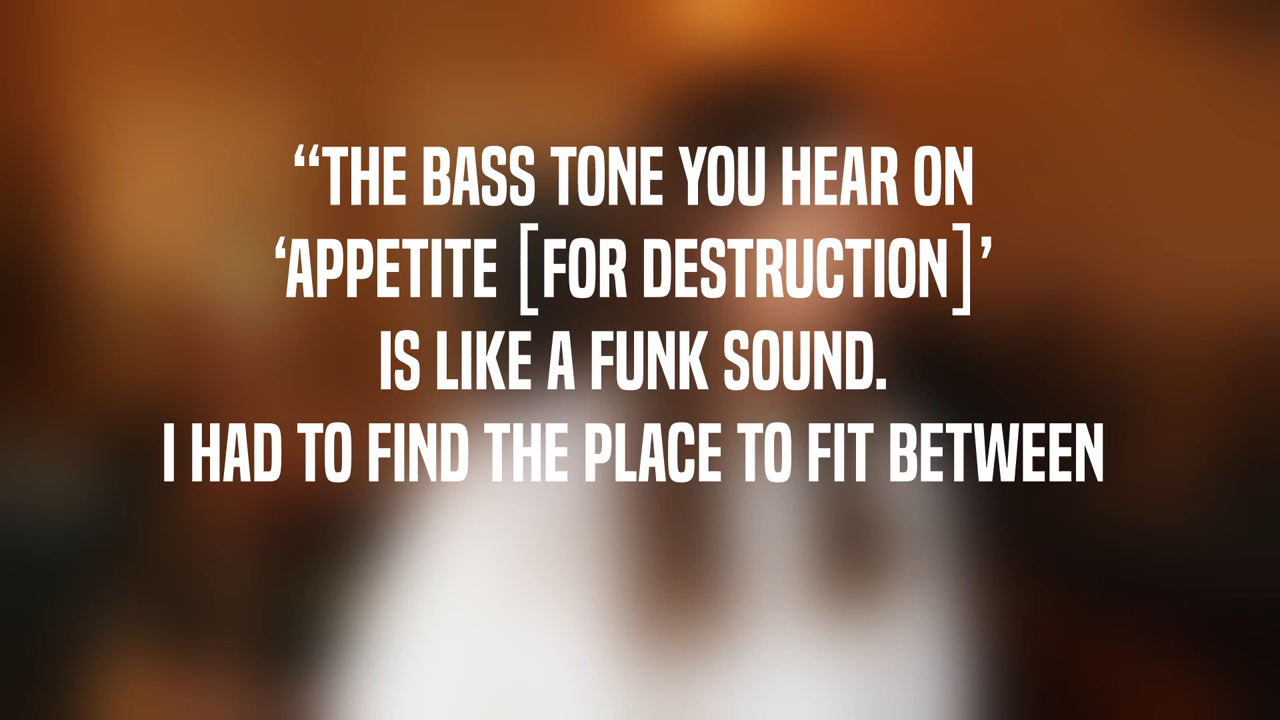 “THE BASS TONE YOU HEAR ON
‘APPETITE [FOR DESTRUCTION]’
IS LIKE A FUNK SOUND.
I HAD TO FIND THE PLACE TO FIT BETWEEN